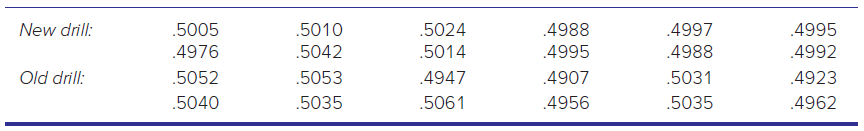 New drill: .5005 .5010 .5024 .4988 .4997 .4995
.4976 .5042 .5014 .4995 .4988 .4992
Old drill: .5052 .5053 .4947 .4907 .5031 .4923
.5040 .5035 .5061 .4956 .5035 .4962